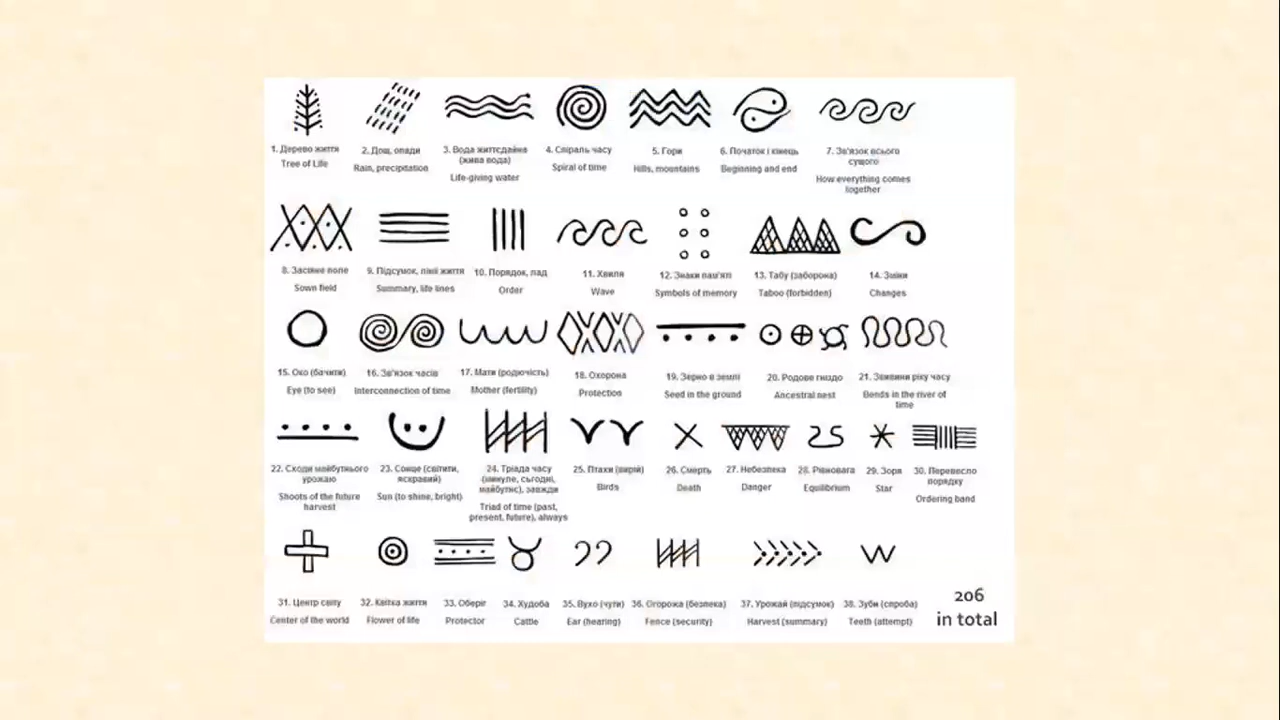 1. Дерево життя
Tree of Life
2. Дощ, опади
Rain, precipitation
3. Вода життєдайна
(жива вода)
Life-giving water
4. Спіраль часу
Spiral of time
5. Гори
Hills, mountains
6. Початок і кінець
Beginning and end
7. Зв'язок всього
сущого
How everything comes
together
8. Засіяне поле
Sown field
9. Підсумок, лінії життя
Summary, life lines
10. Порядок, лад
Order
11. Хвиля
Wave
12. Знаки пам'яті
Symbols of memory
13. Табу (заборона)
Taboo (forbidden)
14. Зміни
Changes
15. Око (бачити)
Eye (to see)
16. Зв'язок часів
Interconnection of time
17. Мати (родючість)
Mother (fertility)
18. Охорона
Protection
19. Зерно в землі
Seed in the ground
20. Родове гніздо
Ancestral nest
21. Звивини ріку часу
Bends in the river of
time
22. Сходи майбутнього
урожаю
Shoots of the future
harvest
23. Сонце (світити,
яскравий)
Sun (to shine, bright)
24. Тріада часу
(минуле, сьогодні,
майбутнє), завжди
Triad of time (past,
present, future), always
25. Птахи (вирій)
Birds
26. Смерть
Death
27. Небезпека
Danger
28. Рівновага
Equilibrium
29. Зоря
Star
30. Перевесло
порядку
Ordering band
31. Центр світу
Center of the world
32. Квітка життя
Flower of life
33. Оберіг
Protector
34. Худоба
Cattle
35. Вухо (чути)
Ear (hearing)
36. Огорожа (безпека)
Fence (security)
37. Урожай (підсумок)
Harvest (summary)
38. Зуби (спроба)
Teeth (attempt)
206
in total